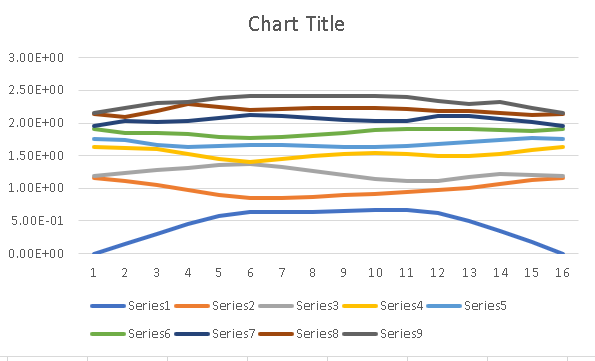 Chart Title
3.00E+00
2.50E+00
2.00E+00
1.50E+00
1.00E+00
5.00E-01
0.00E+00
1 2 3 4 5 6 7 8 9 10 11 12 13 14 15 16
Series1 Series2 Series3 Series4 Series5
Series6 Series7 Series8 Series9